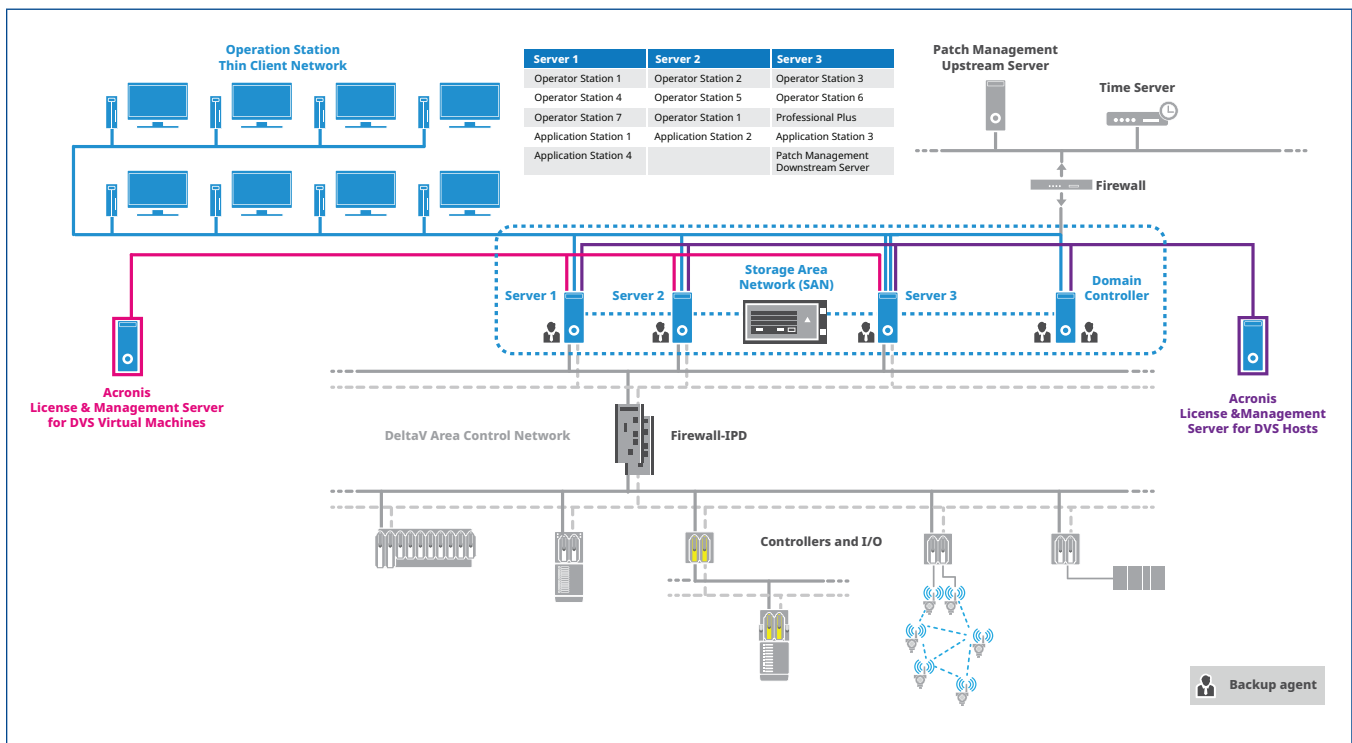 Operation Station
Thin Client Network
Server 1 Server 2 Server 3
Operator Station 1 Operator Station 2 Operator Station 3
Operator Station 4 Operator Station 5 Operator Station 6
Operator Station 7 Operator Station 1 Professional Plus
Application Station 1 Application Station 2 Application Station 3
Application Station 4 Patch Management
Downstream Server
Patch Management
Upstream Server
Time Server
Firewall
Server 1
Server 2
Storage Area
Network (SAN)
Server 3
Domain
Controller
Acronis
License & Management Server
for DVS Virtual Machines
Acronis
License &Management
Server for DVS Hosts
DeltaV Area Control Network
Firewall-IPD
Controllers and I/O
Backup agent